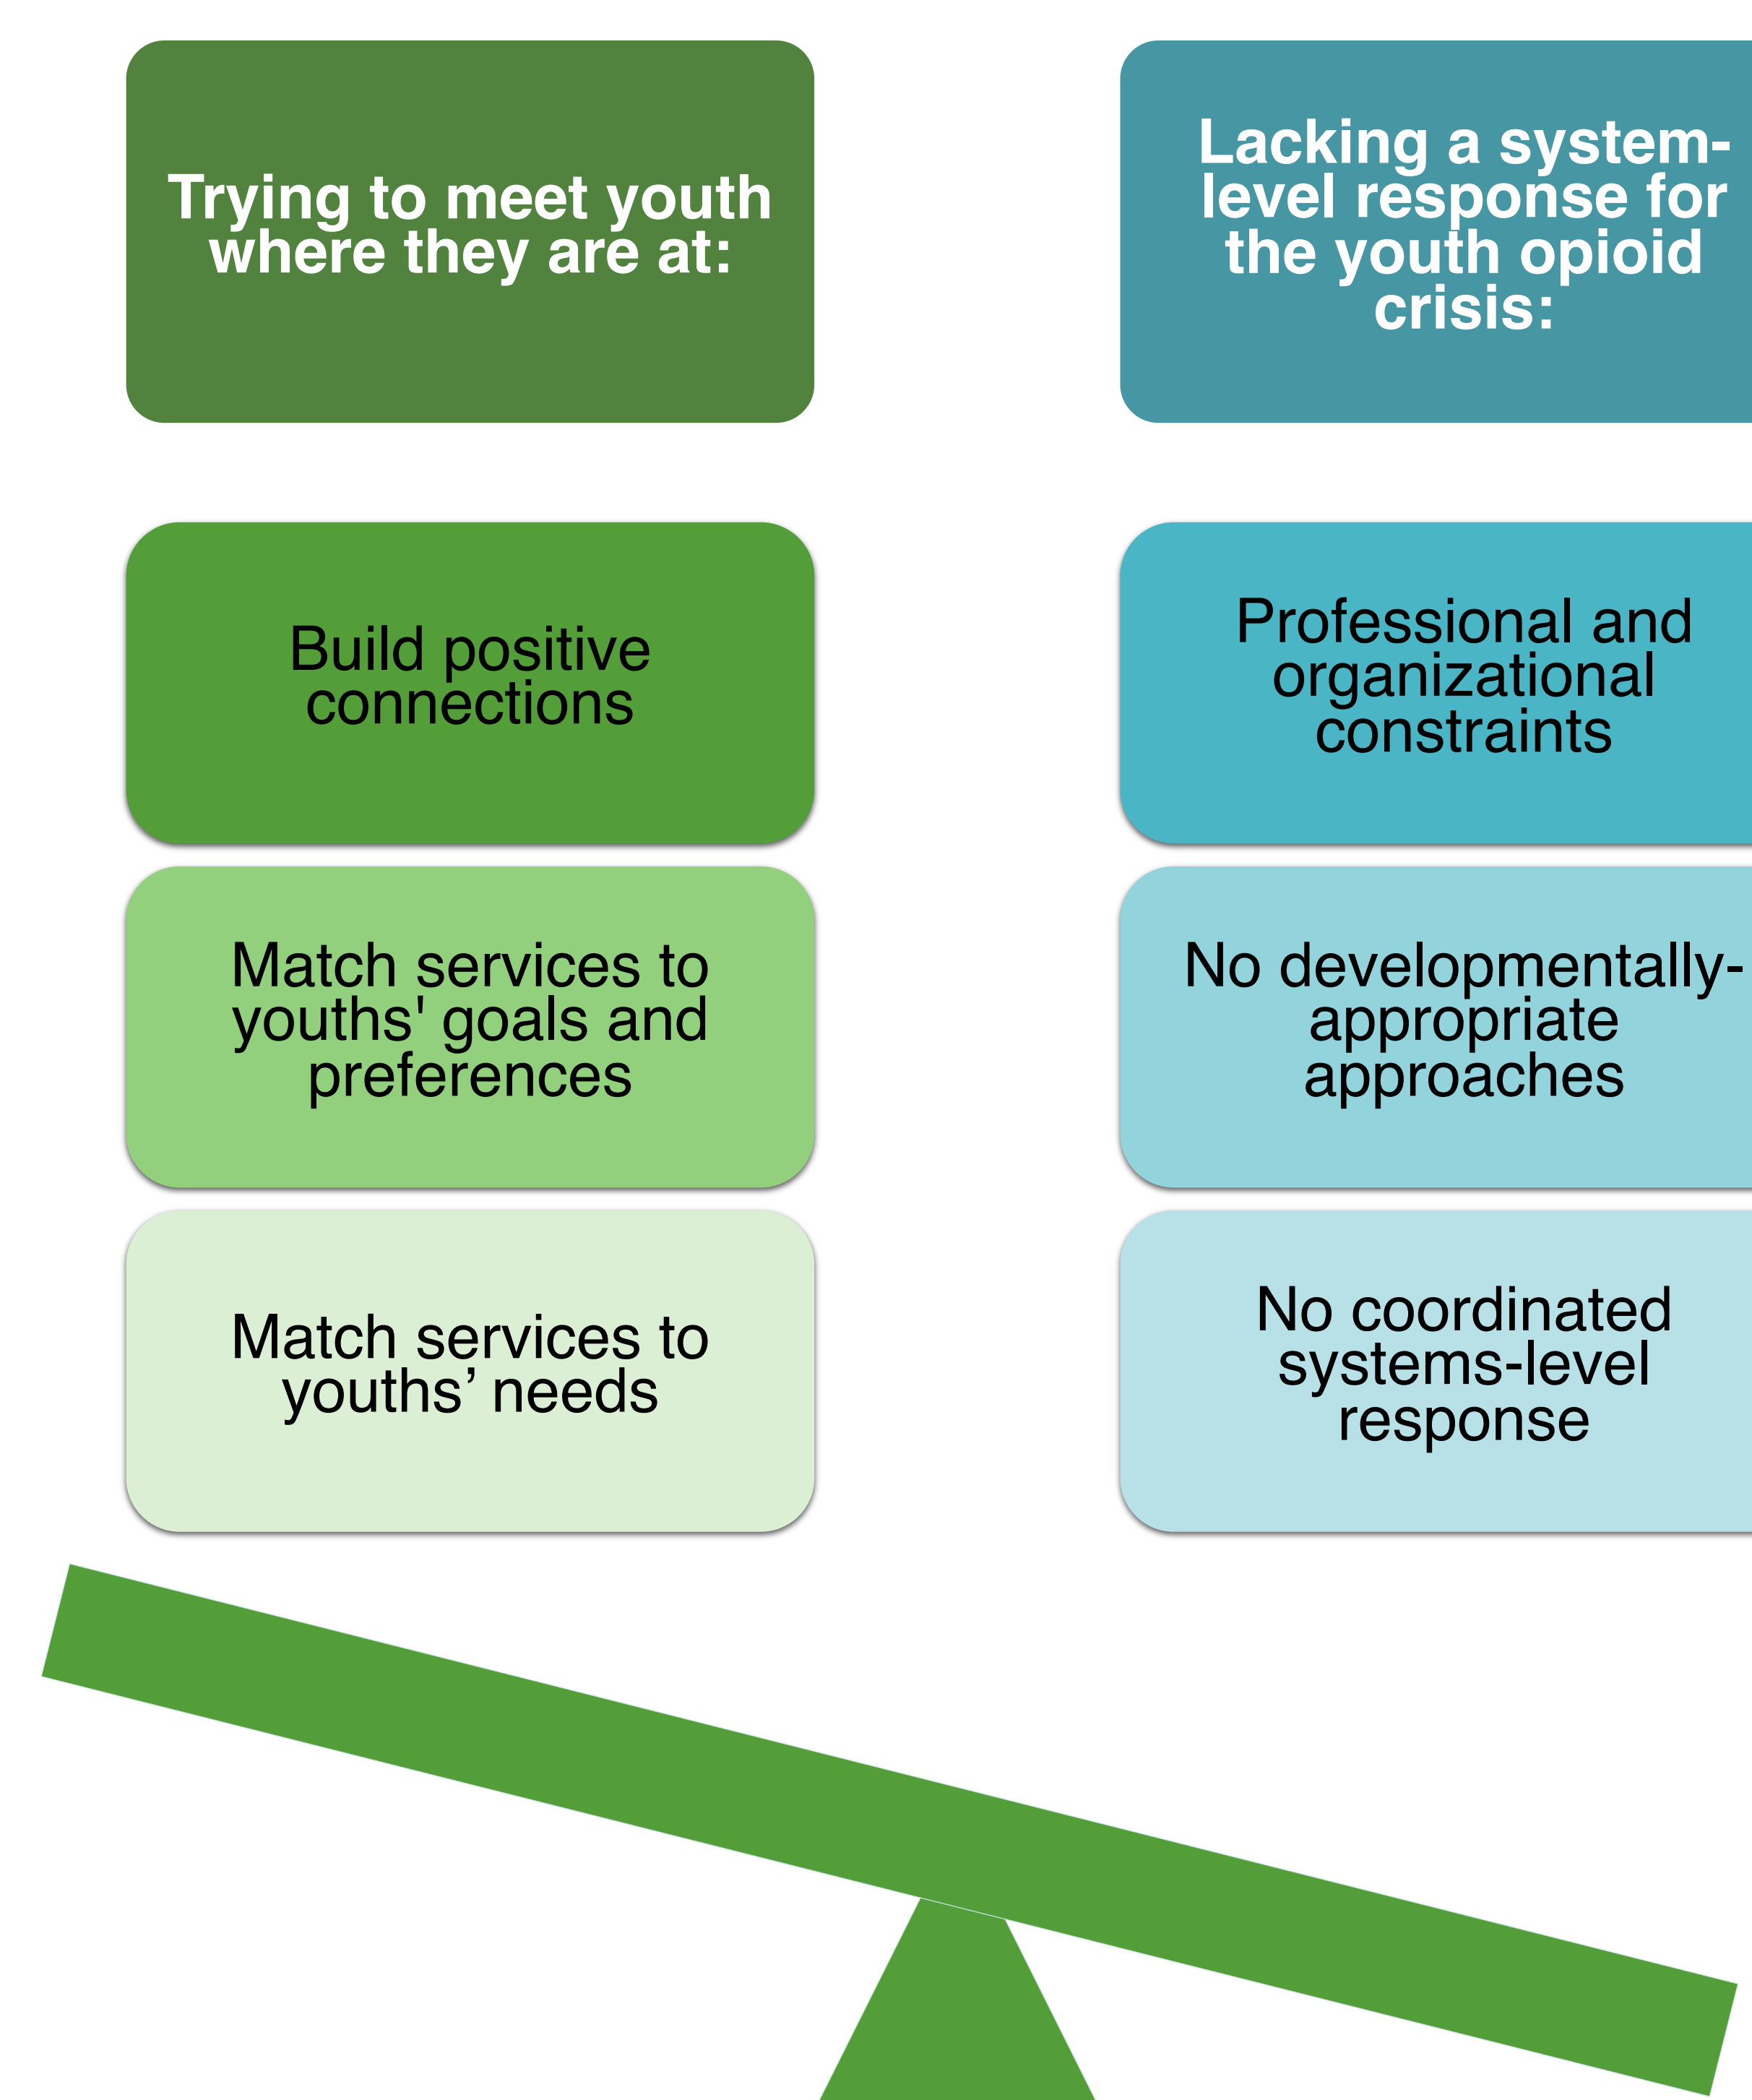 Trying to meet youth
where they are at:
Build positive
connections
Match services to
youths' goals and
preferences
Match services to
youths’ needs
Lacking a system-
level response for
the youth opioid
crisis:
Professional and
organizational
constraints
No developmentally-
appropriate
approaches
No coordinated
systems-level
response